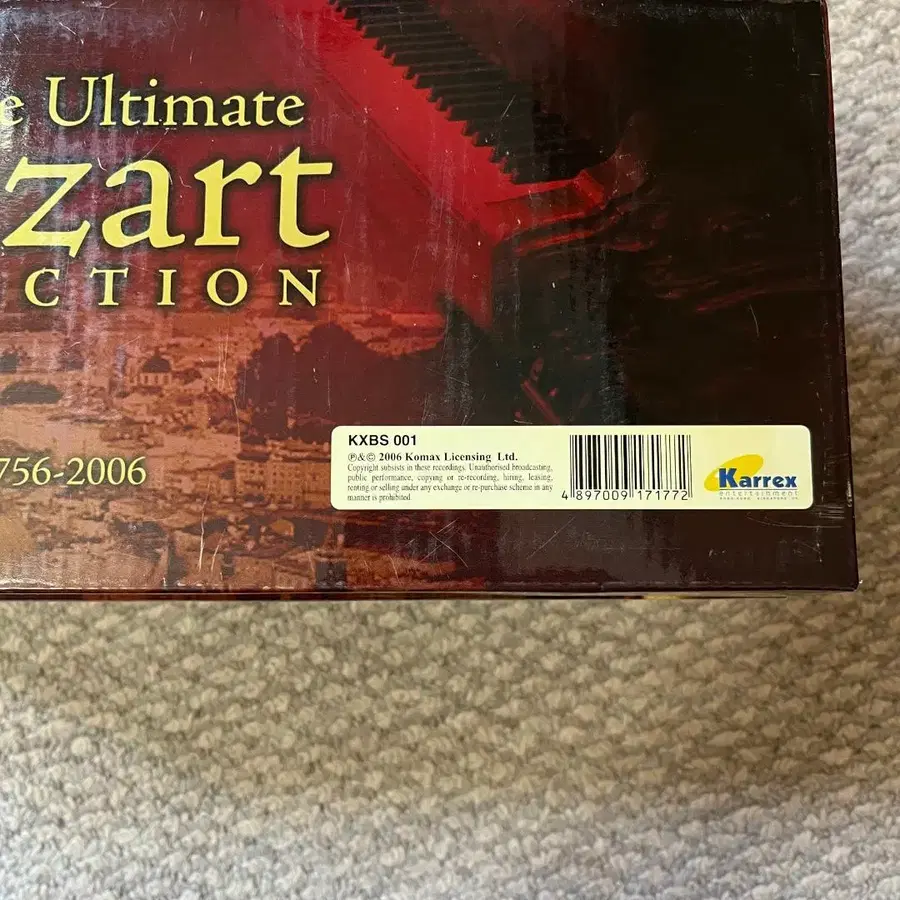 e Ultimate
zart
CTION
756-2006
KXBS 001
℗&© 2006 Komax Licensing Ltd.
Copyright subsists in these recordings. Unauthorised broadcasting,
public performance, copying or re-recording, hiring, leasing,
renting or selling under any exchange or re-purchase scheme in any
manner is prohibited
4 897009 171772
Karrex
entertainment